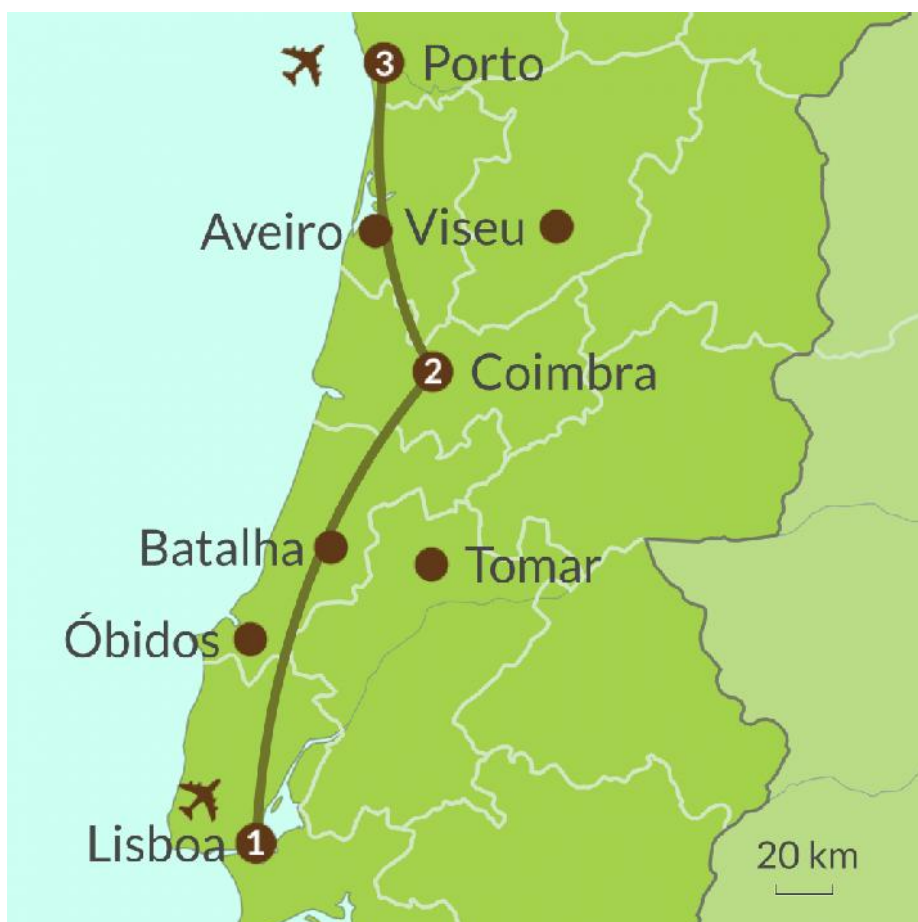 3 Porto
Aveiro Viseu
2 Coimbra
Batalha
Tomar
Óbidos
Lisboa 1
20 km